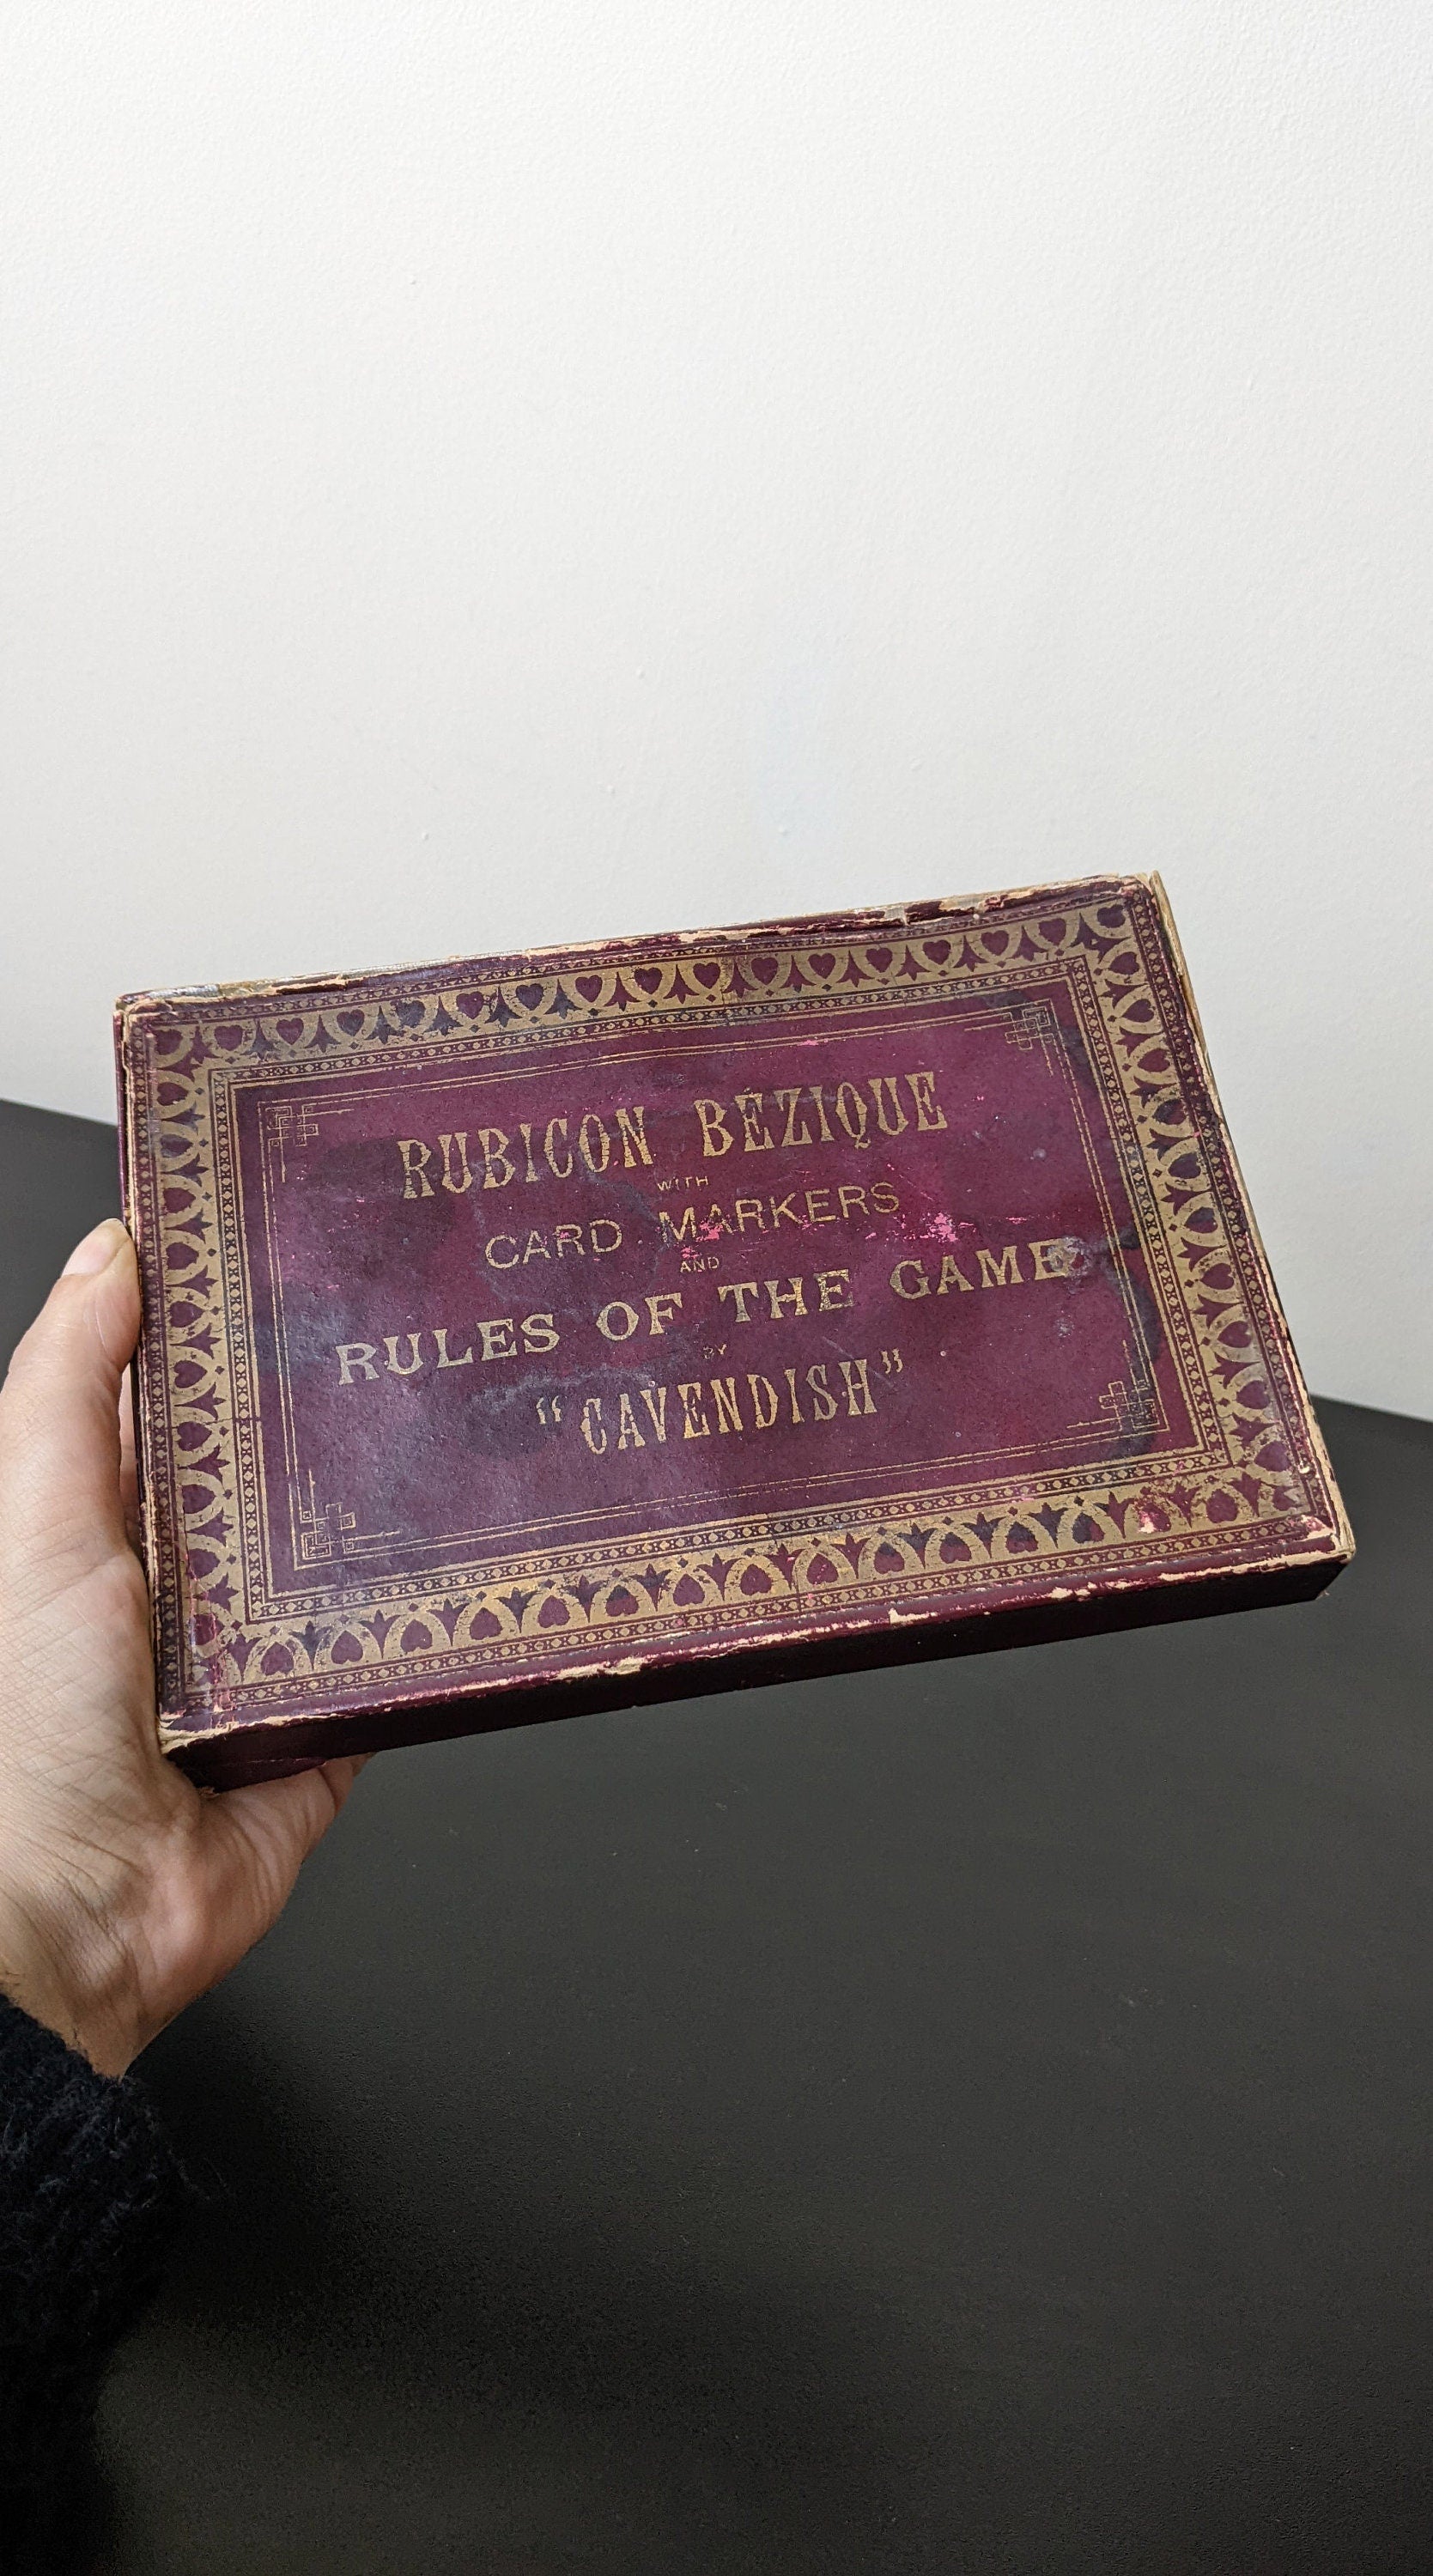 RUBICON BÉZIQUE
WITH
CARD MARKERS
AND
RULES OF THE GAME
BY
"CAVENDISH"